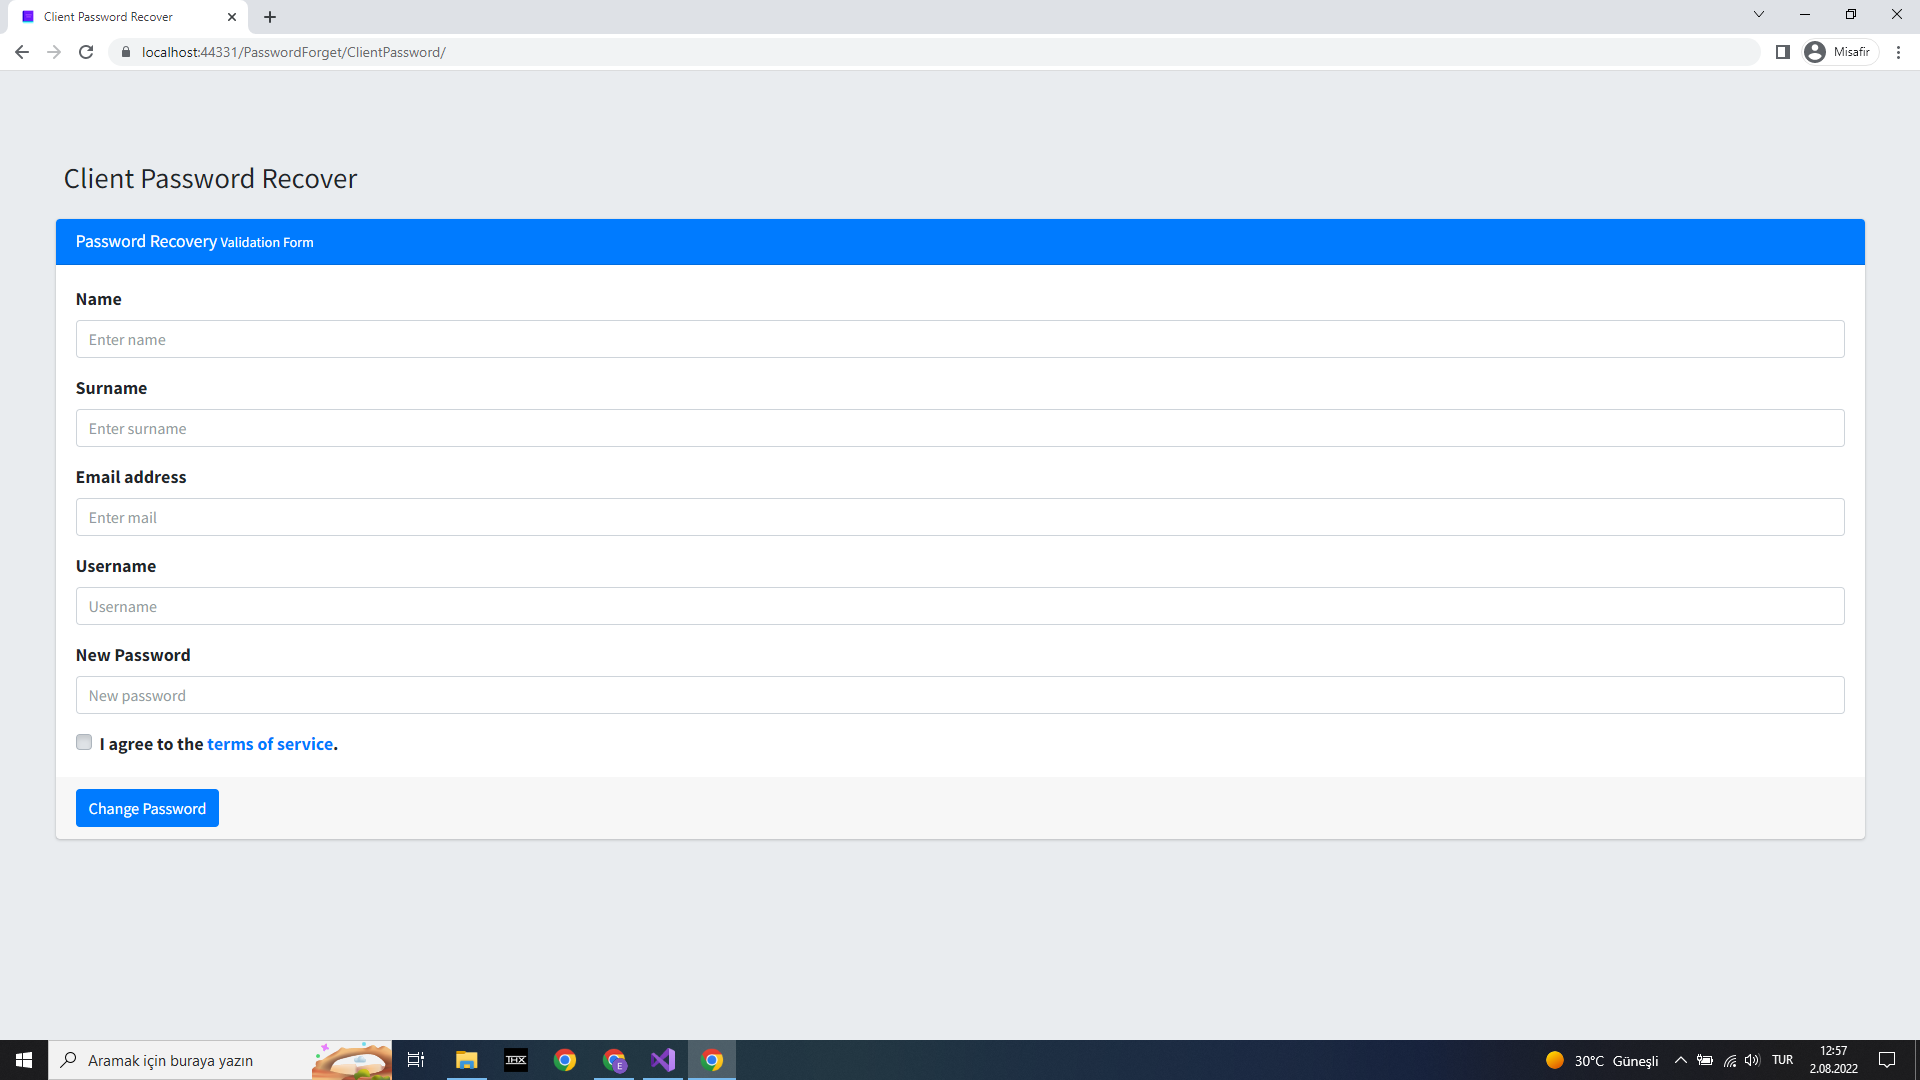 Client Password Recover
localhost:44331/PasswordForget/ClientPassword/
Misafir
Client Password Recover
Password Recovery Validation Form
Name
Enter name
Surname
Enter surname
Email address
Enter mail
Username
Username
New Password
New password
I agree to the terms of service.
Change Password
Aramak için buraya yazın
THX
E
30°C Güneşli
TUR
12:57
2.08.2022